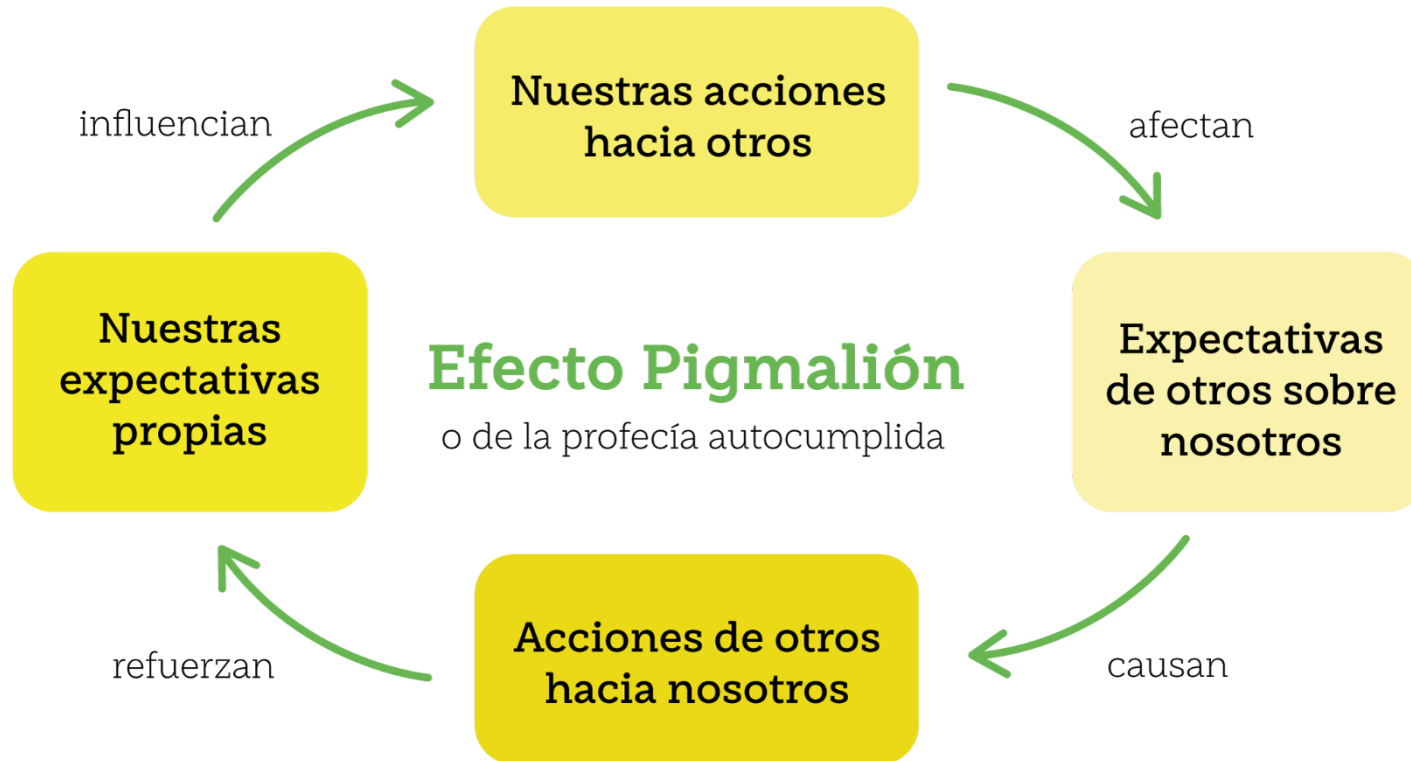 Nuestras acciones
hacia otros
influencian
afectan
Nuestras
expectativas
propias
Efecto Pigmalión
o de la profecía autocumplida
Expectativas
de otros sobre
nosotros
Acciones de otros
hacia nosotros
refuerzan
causan